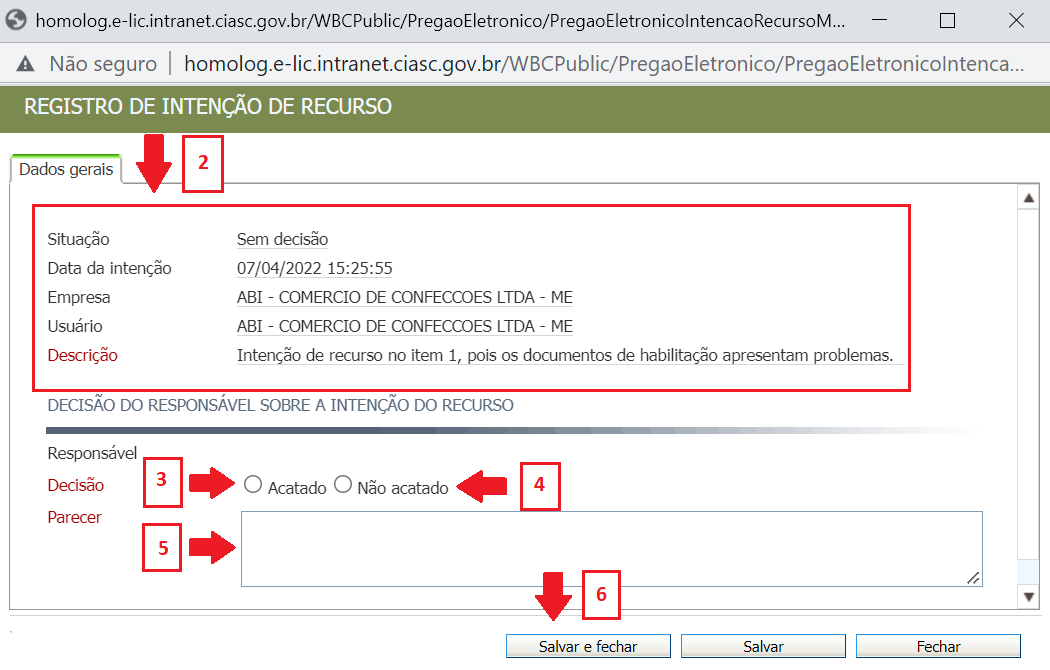 homolog.e-lic.intranet.ciasc.gov.br/WBCPublic/PregaoEletronico/PregaoEletronicoIntencaoRecursoM...
Não seguro | homolog.e-lic.intranet.ciasc.gov.br/WBCPublic/PregaoEletronico/PregaoEletronicoIntenca...
REGISTRO DE INTENÇÃO DE RECURSO
2
Dados gerais
Situação Sem decisão
Data da intenção 07/04/2022 15:25:55
Empresa ABI - COMERCIO DE CONFECCOES LTDA - ME
Usuário ABI - COMERCIO DE CONFECCOES LTDA - ME
Descrição Intenção de recurso no item 1, pois os documentos de habilitação apresentam problemas.
DECISÃO DO RESPONSÁVEL SOBRE A INTENÇÃO DO RECURSO
Responsável
Decisão 3 Acatado Não acatado 4
Parecer
5
6
Salvar e fechar Salvar Fechar